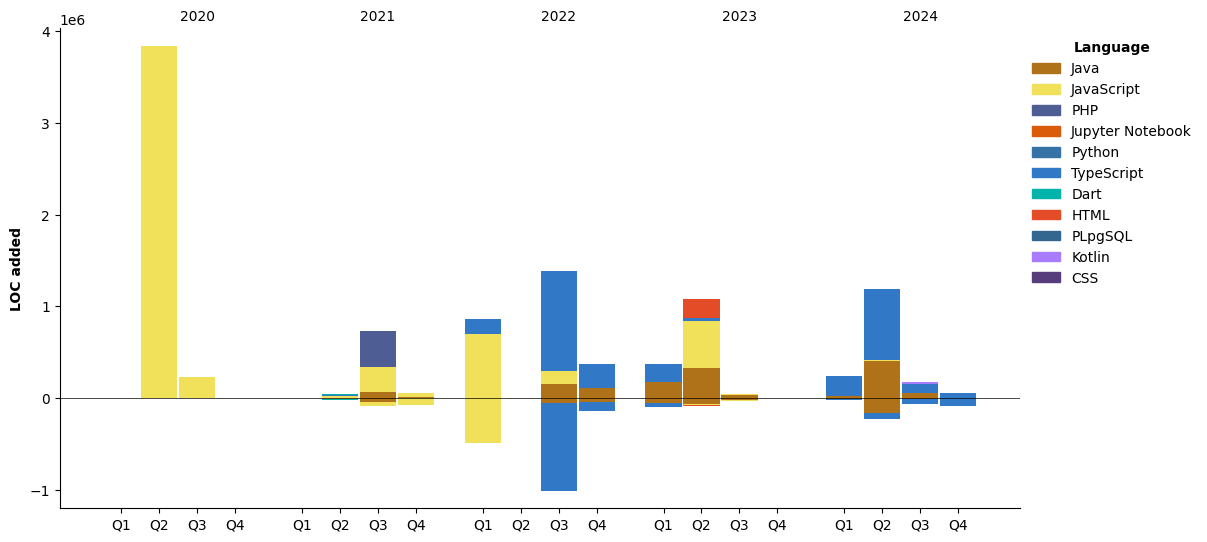 2020 2021 2022 2023 2024
1e6
4
3
2
1
0
−1
LOC added
Q1 Q2 Q3 Q4 Q1 Q2 Q3 Q4 Q1 Q2 Q3 Q4 Q1 Q2 Q3 Q4 Q1 Q2 Q3 Q4
Language
Java
JavaScript
PHP
Jupyter Notebook
Python
TypeScript
Dart
HTML
PLpgSQL
Kotlin
CSS